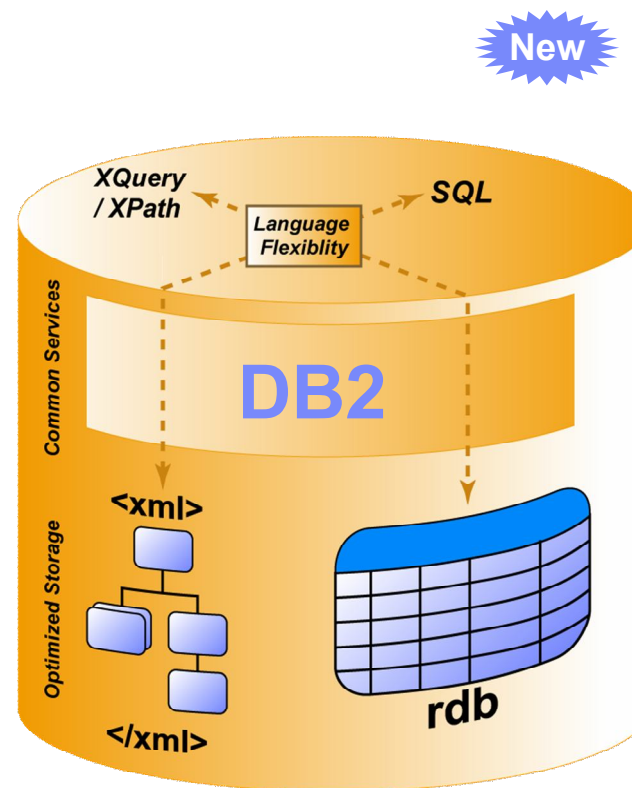 New
XQuery
/ XPath
SQL
Language
Flexiblity
Common Services
DB2
Optimized Storage
<xml>
</xml>
rdb